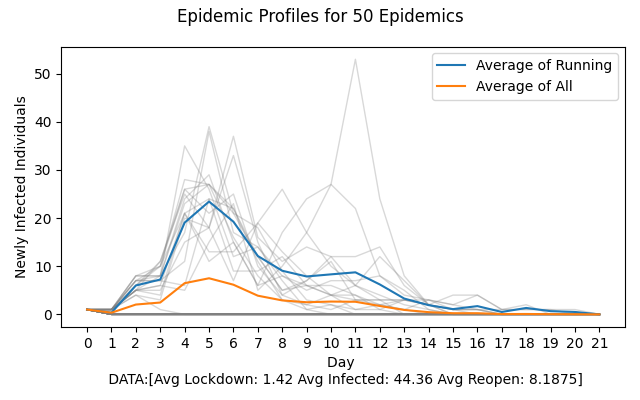 Epidemic Profiles for 50 Epidemics
Average of Running
Average of All
Newly Infected Individuals
50
40
30
20
10
0
0 1 2 3 4 5 6 7 8 9 10 11 12 13 14 15 16 17 18 19 20 21
Day
DATA:[Avg Lockdown: 1.42 Avg Infected: 44.36 Avg Reopen: 8.1875]